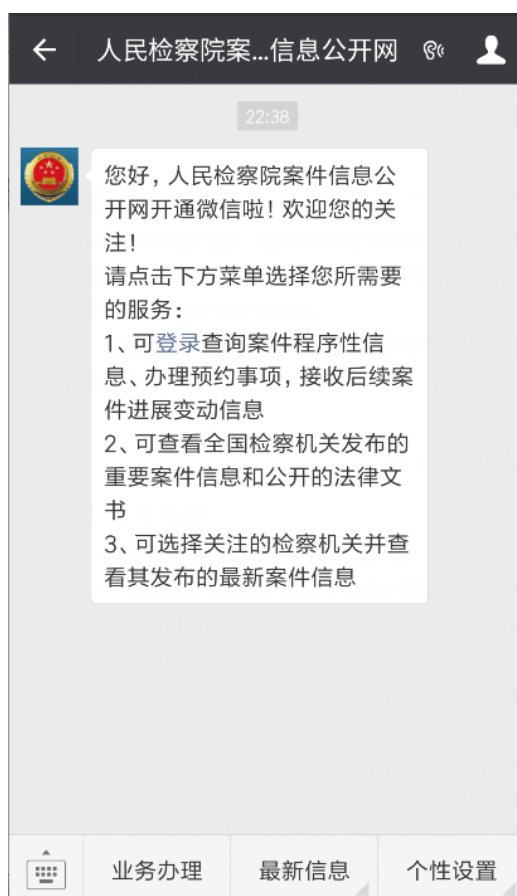 人民检察院案...信息公开网
22:38
您好，人民检察院案件信息公
开网开通微信啦！欢迎您的关
注！
请点击下方菜单选择您所需要
的服务：
1、可登录查询案件程序性信
息、办理预约事项，接收后续案
件进展变动信息
2、可查看全国检察机关发布的
重要案件信息和公开的法律文
书
3、可选择关注的检察机关并查
看其发布的最新案件信息
业务办理
最新信息
个性设置